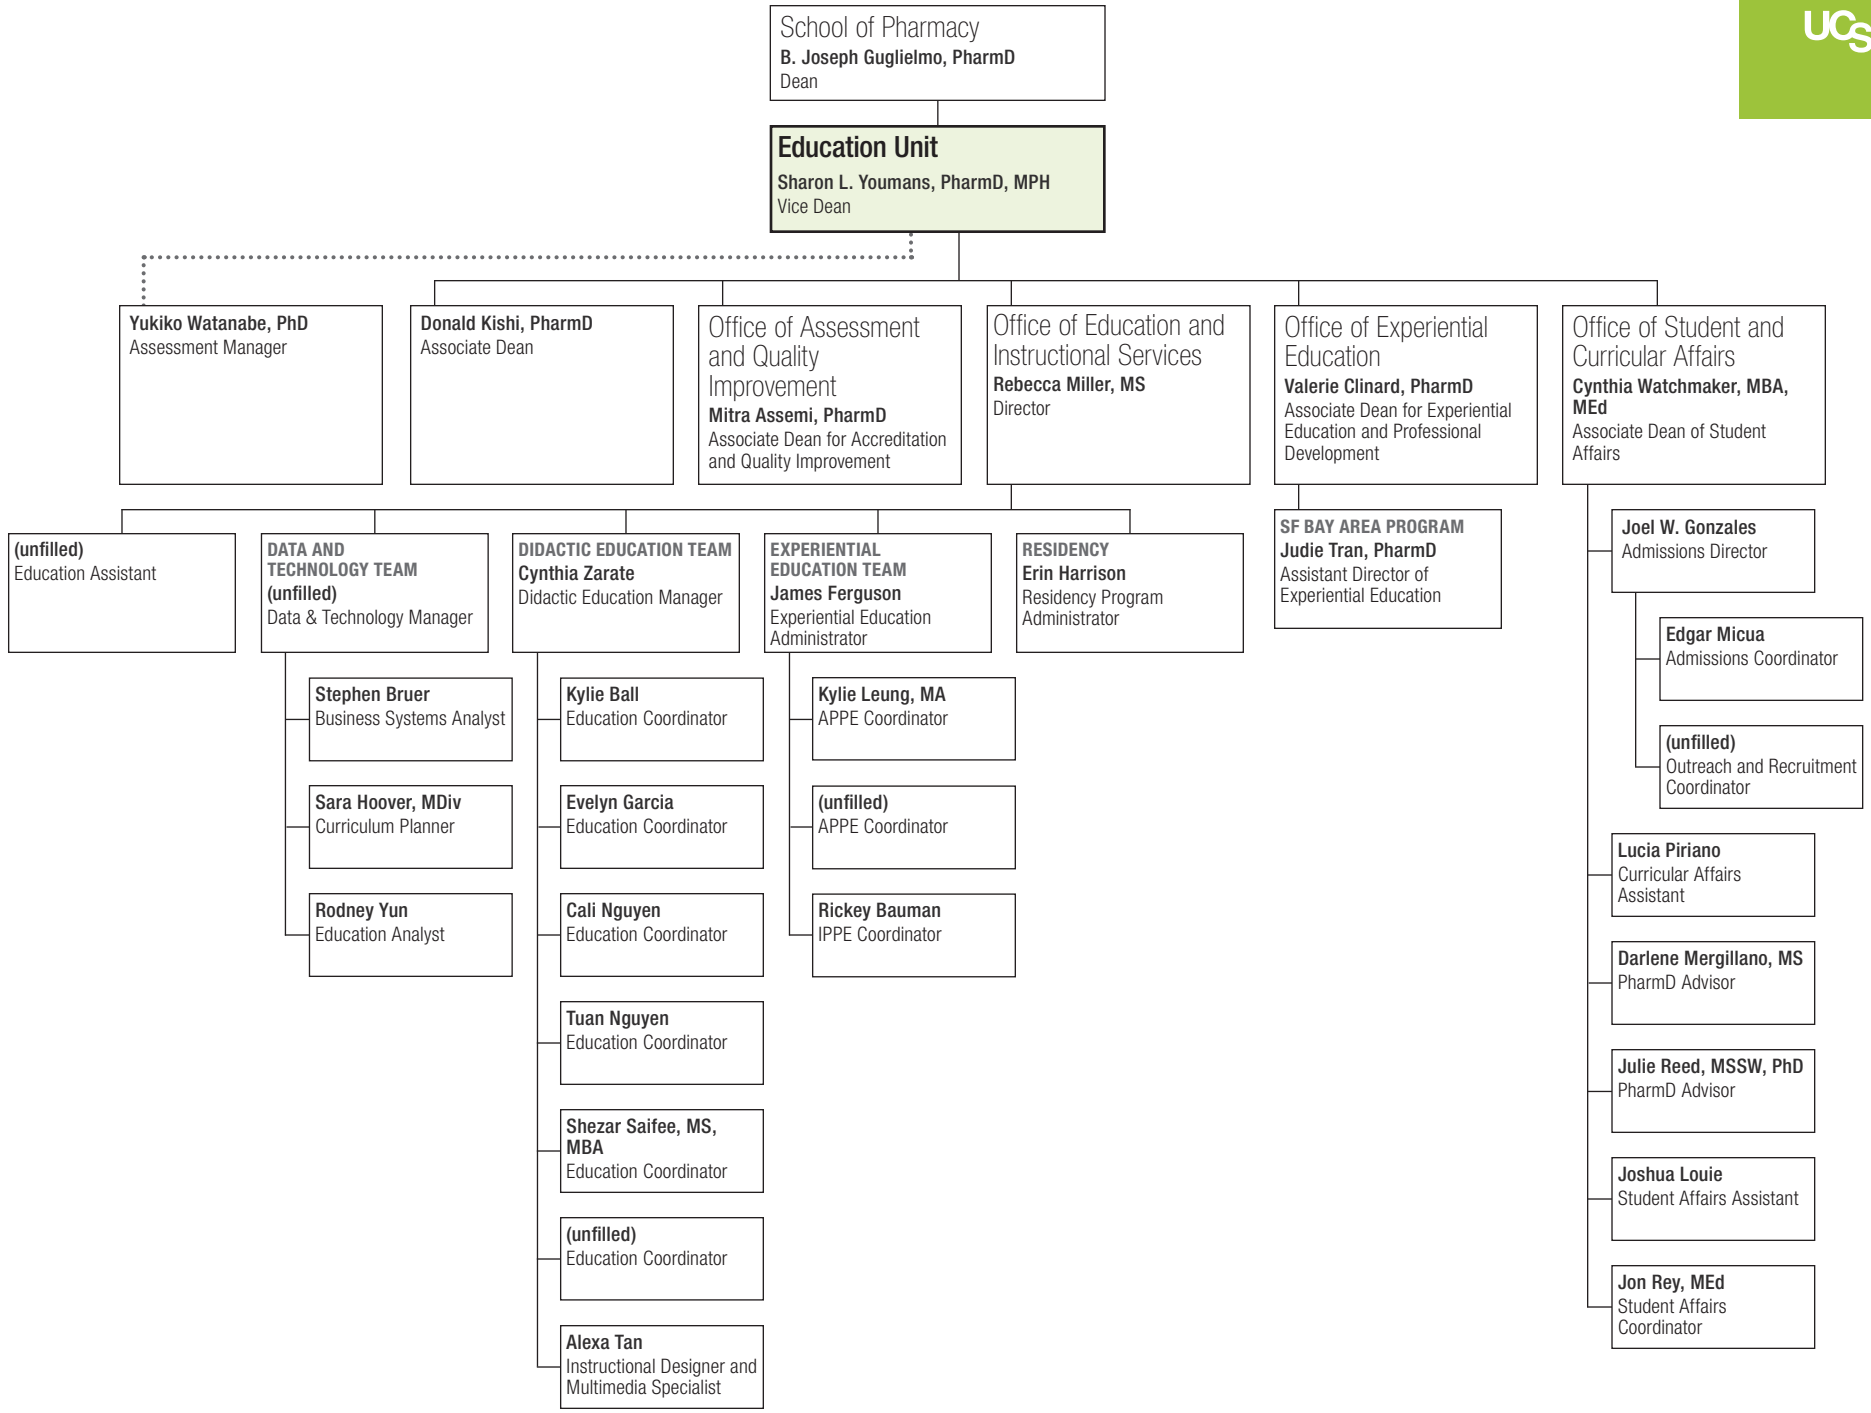 School of Pharmacy
B. Joseph Guglielmo, PharmD
Dean
UCS
Education Unit
Sharon L. Youmans, PharmD, MPH
Vice Dean
Yukiko Watanabe, PhD
Assessment Manager
Donald Kishi, PharmD
Associate Dean
Office of Assessment
and Quality
Improvement
Mitra Assemi, PharmD
Associate Dean for Accreditation
and Quality Improvement
Office of Education and
Instructional Services
Rebecca Miller, MS
Director
Office of Experiential
Education
Valerie Clinard, PharmD
Associate Dean for Experiential
Education and Professional
Development
Office of Student and
Curricular Affairs
Cynthia Watchmaker, MBA,
MEd
Associate Dean of Student
Affairs
(unfilled)
Education Assistant
DATA AND
TECHNOLOGY TEAM
(unfilled)
Data & Technology Manager
Stephen Bruer
Business Systems Analyst
Sara Hoover, MDiv
Curriculum Planner
Rodney Yun
Education Analyst
DIDACTIC EDUCATION TEAM
Cynthia Zarate
Didactic Education Manager
Kylie Ball
Education Coordinator
Evelyn Garcia
Education Coordinator
Cali Nguyen
Education Coordinator
Tuan Nguyen
Education Coordinator
Shezar Saifee, MS,
MBA
Education Coordinator
(unfilled)
Education Coordinator
Alexa Tan
Instructional Designer and
Multimedia Specialist
EXPERIENTIAL
EDUCATION TEAM
James Ferguson
Experiential Education
Administrator
Kylie Leung, MA
APPE Coordinator
(unfilled)
APPE Coordinator
Rickey Bauman
IPPE Coordinator
RESIDENCY
Erin Harrison
Residency Program
Administrator
SF BAY AREA PROGRAM
Judie Tran, PharmD
Assistant Director of
Experiential Education
Joel W. Gonzales
Admissions Director
Edgar Micua
Admissions Coordinator
(unfilled)
Outreach and Recruitment
Coordinator
Lucia Piriano
Curricular Affairs
Assistant
Darlene Mergillano, MS
PharmD Advisor
Julie Reed, MSSW, PhD
PharmD Advisor
Joshua Louie
Student Affairs Assistant
Jon Rey, MEd
Student Affairs
Coordinator